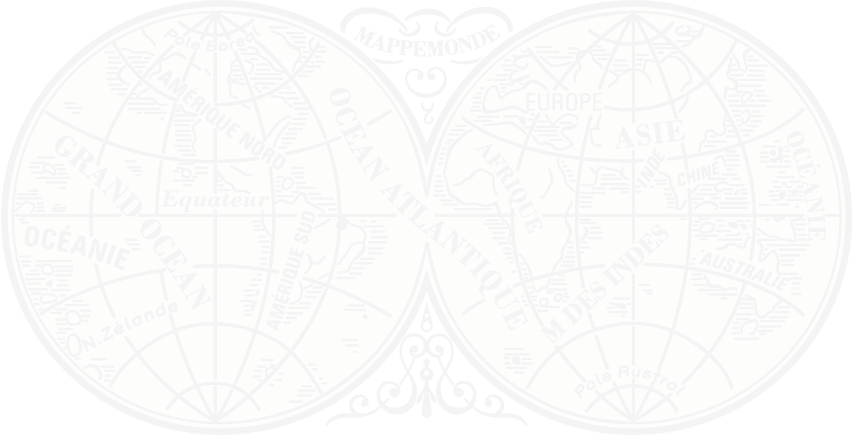 MAPPEMONDE
Pole Boreal
AMÉRIQUE NORD
OCEAN ATLANTIQUE
GRAND OCEAN
Equateur
OCÉANIE
AMÉRIQUE SUD
N.Zélande
EUROPE
ASIE
AFRIQUE
INDE
CHINE
OCÉANIE
M DES INDES
AUSTRALIE
Pole Austral